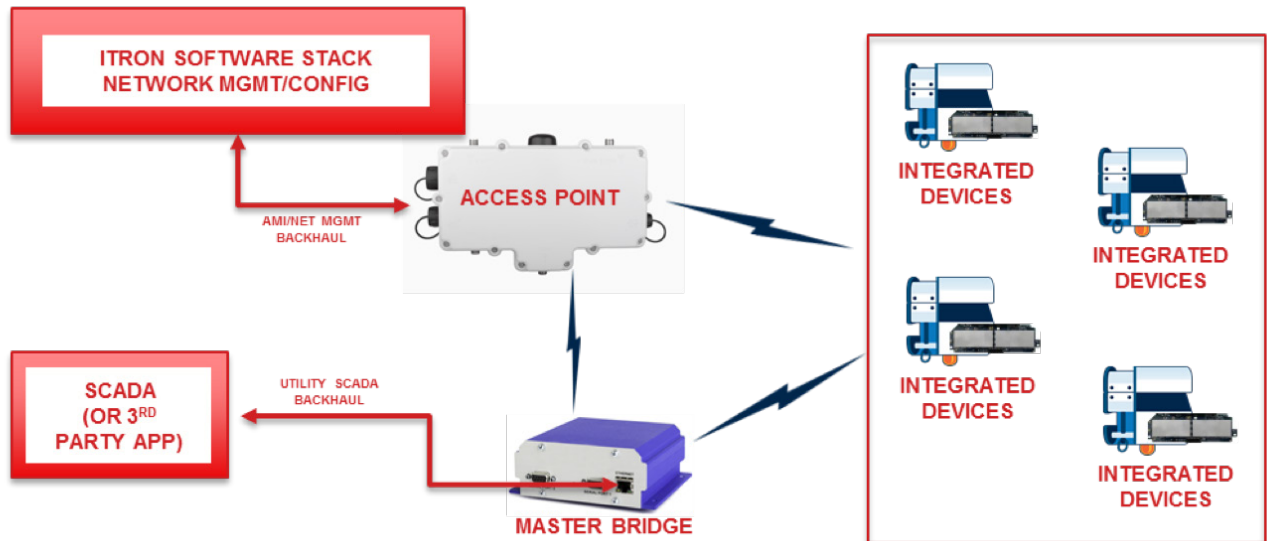 ITRON SOFTWARE STACK
NETWORK MGMT/CONFIG
ACCESS POINT
AMI/NET MGMT
BACKHAUL
INTEGRATED
DEVICES
INTEGRATED
DEVICES
INTEGRATED
DEVICES
INTEGRATED
DEVICES
SCADA
(OR 3RD
PARTY APP)
UTILITY SCADA
BACKHAUL
MASTER BRIDGE